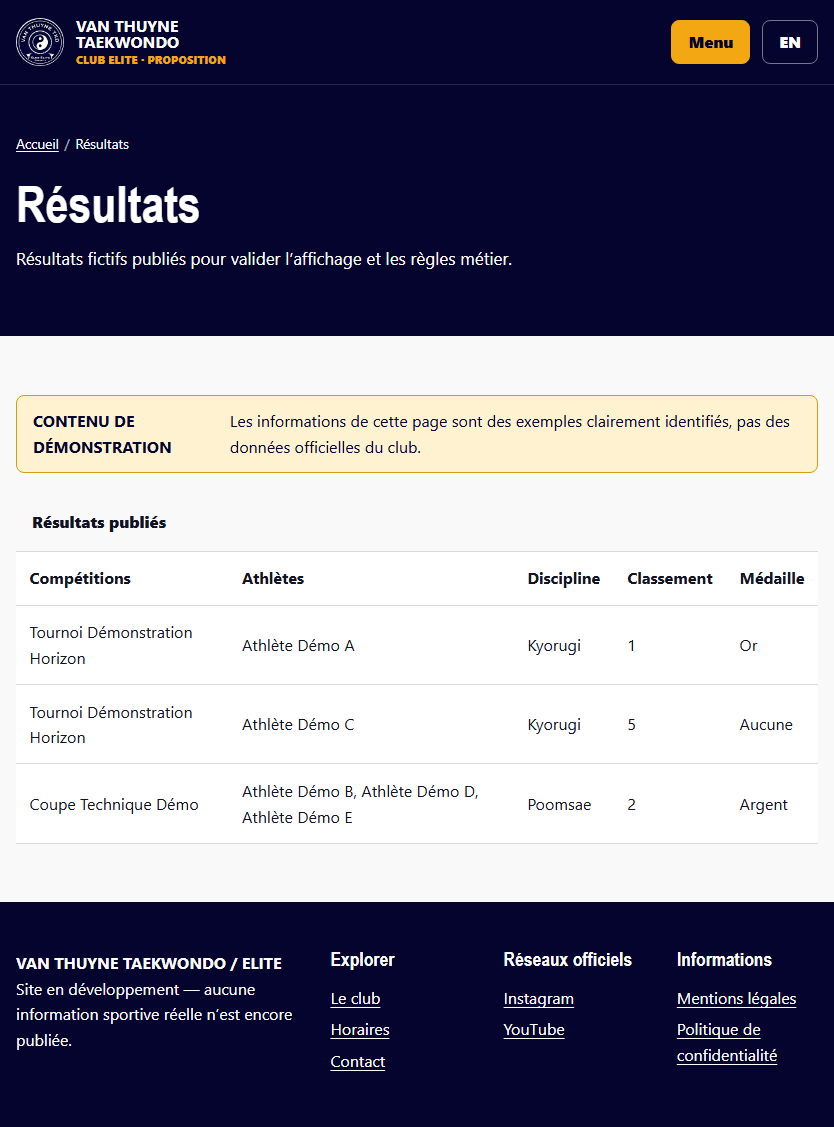 VAN THUYNE
TAEKWONDO
CLUB ELITE · PROPOSITION
Menu
EN
Accueil / Résultats
Résultats
Résultats fictifs publiés pour valider l’affichage et les règles métier.
CONTENU DE
DÉMONSTRATION
Les informations de cette page sont des exemples clairement identifiés, pas des
données officielles du club.
Résultats publiés
Compétitions Athlètes Discipline Classement Médaille
Tournoi Démonstration
Horizon
Athlète Démo A Kyorugi 1 Or
Tournoi Démonstration
Horizon
Athlète Démo C Kyorugi 5 Aucune
Coupe Technique Démo
Athlète Démo B, Athlète Démo D,
Athlète Démo E
Poomsae 2 Argent
VAN THUYNE TAEKWONDO / ELITE
Site en développement — aucune
information sportive réelle n’est encore
publiée.
Explorer
Le club
Horaires
Contact
Réseaux officiels
Instagram
YouTube
Informations
Mentions légales
Politique de
confidentialité